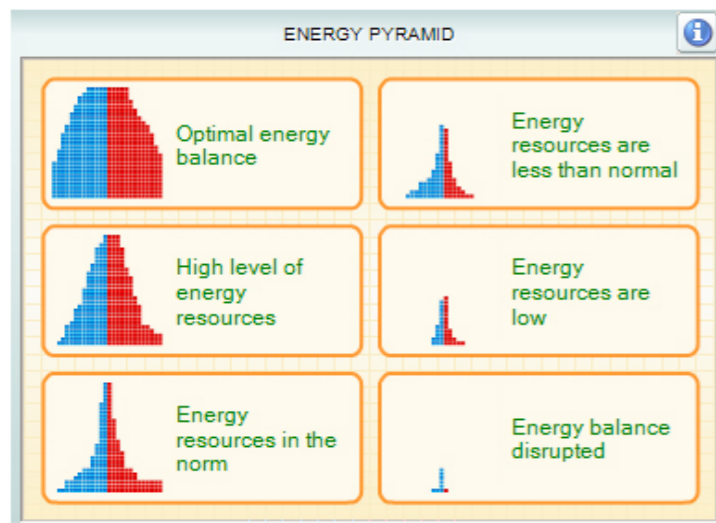 ENERGY PYRAMID
Optimal energy
balance
Energy
resources are
less than normal
High level of
energy
resources
Energy
resources are
low
Energy
resources in the
norm
Energy balance
disrupted